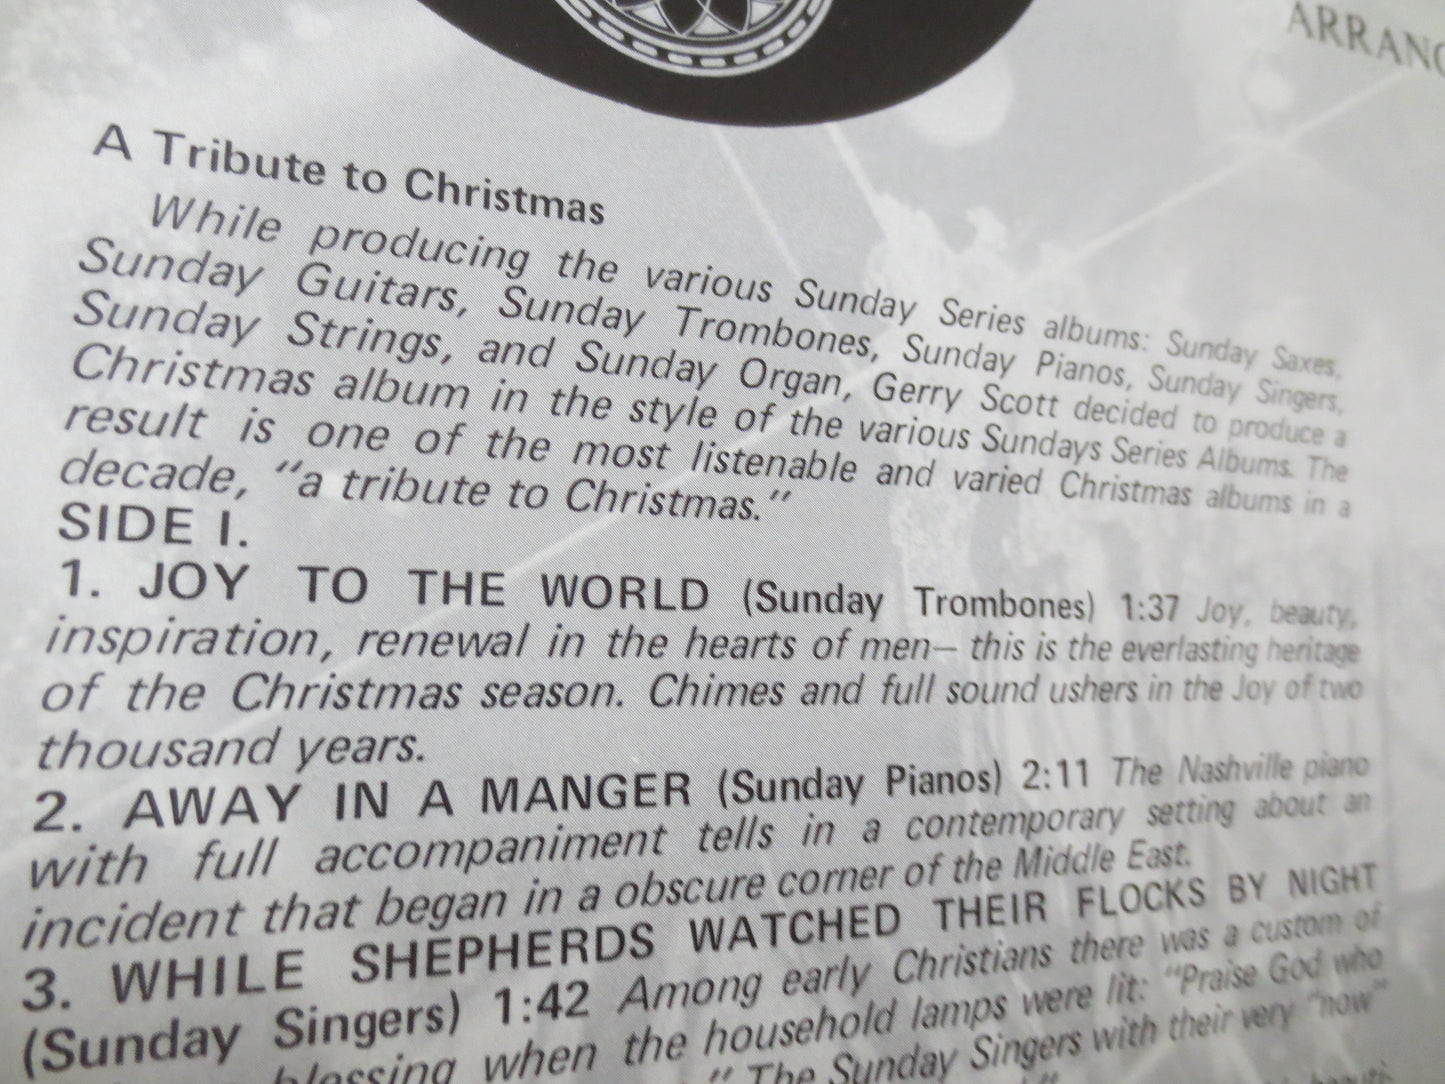 ARRANG
A Tribute to Christmas
While producing the various Sunday Series albums: Sunday Saxes,
Sunday Guitars, Sunday Trombones, Sunday Pianos, Sunday Singers,
Sunday Strings, and Sunday Organ, Gerry Scott decided to produce a
Christmas album in the style of the various Sundays Series Albums. The
result is one of the most listenable and varied Christmas albums in a
decade, "a tribute to Christmas."
SIDE I.
1. JOY TO THE WORLD (Sunday Trombones) 1:37 Joy, beauty,
inspiration, renewal in the hearts of men— this is the everlasting heritage
of the Christmas season. Chimes and full sound ushers in the Joy of two
thousand years.
2. AWAY IN A MANGER (Sunday Pianos) 2:11 The Nashville piano
with full accompaniment tells in a contemporary setting about an
incident that began in a obscure corner of the Middle East.
3. WHILE SHEPHERDS WATCHED THEIR FLOCKS BY NIGHT
(Sunday Singers) 1:42 Among early Christians there was a custom of
blessing when the household lamps were lit: "Praise God who
" The Sunday Singers with their very "now"